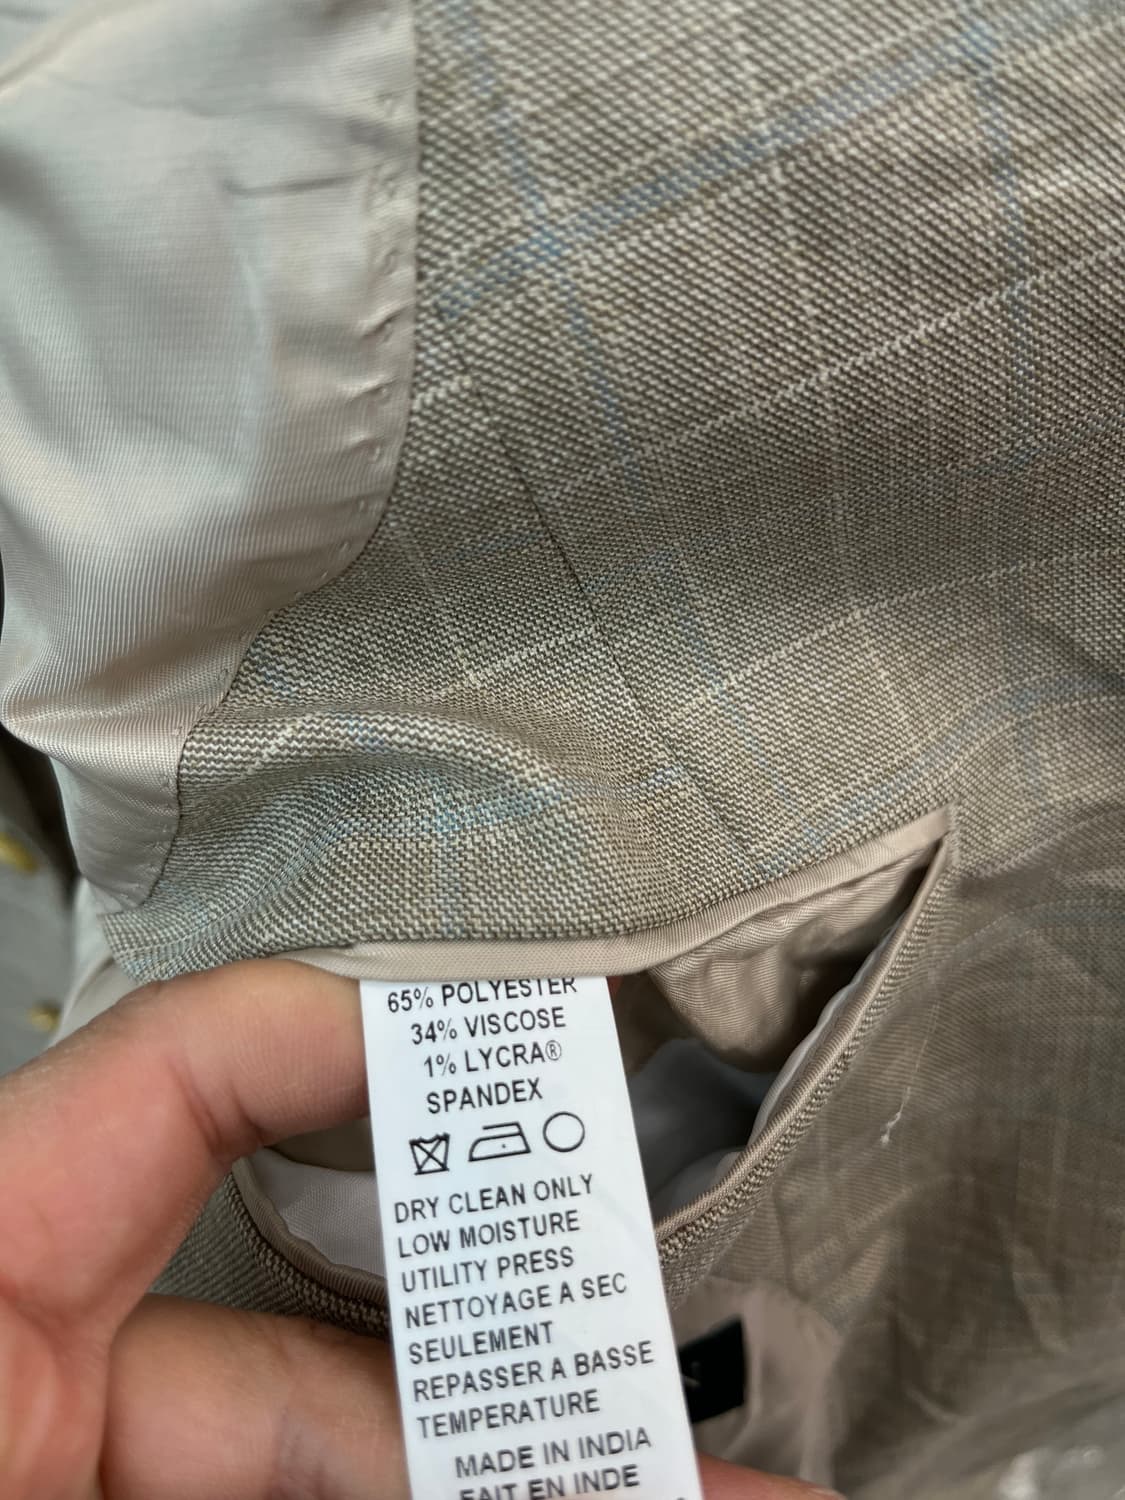 65% POLYESTER
34% VISCOSE
1% LYCRA®
SPANDEX
DRY CLEAN ONLY
LOW MOISTURE
UTILITY PRESS
NETTOYAGE A SEC
SEULEMENT
REPASSER A BASSE
TEMPERATURE
MADE IN INDIA
FAIT EN INDE